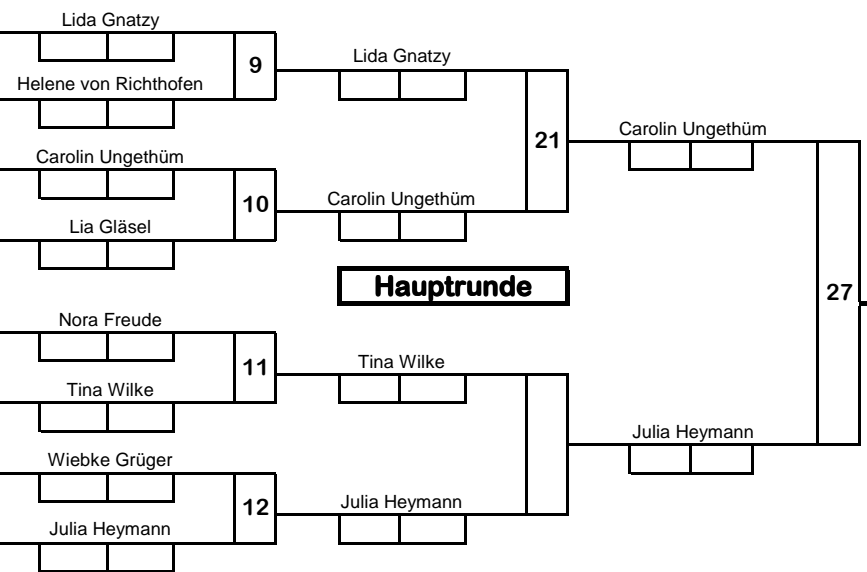 Lida Gnatzy
9
Helene von Richthofen
Lida Gnatzy
21
Carolin Ungethüm
Carolin Ungethüm
10
Lia Gläsel
Carolin Ungethüm
Hauptrunde
27
Nora Freude
11
Tina Wilke
Tina Wilke
Wiebke Grüger
12
Julia Heymann
Julia Heymann
Julia Heymann